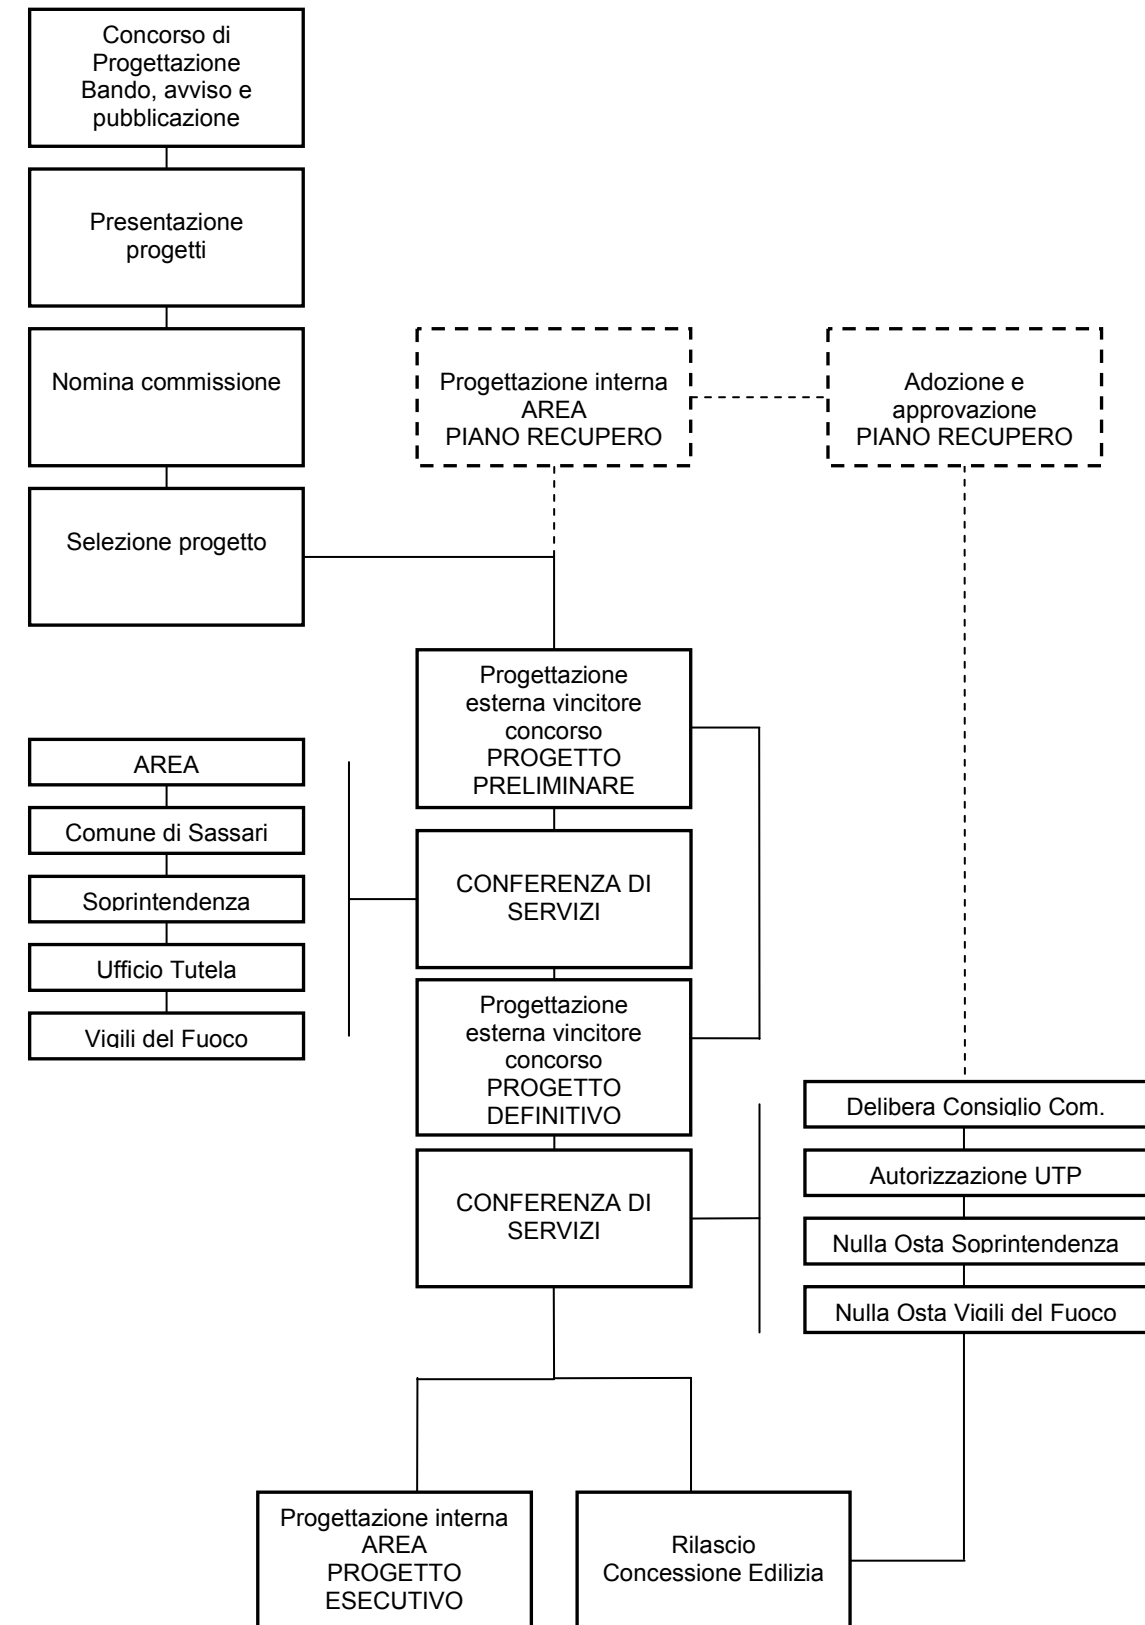 Concorso di
Progettazione
Bando, avviso e
pubblicazione
Presentazione
progetti
Nomina commissione
Progettazione interna
AREA
PIANO RECUPERO
Adozione e
approvazione
PIANO RECUPERO
Selezione progetto
Progettazione
esterna vincitore
concorso
PROGETTO
PRELIMINARE
AREA
Comune di Sassari
Soprintendenza
Ufficio Tutela
Vigili del Fuoco
CONFERENZA DI
SERVIZI
Progettazione
esterna vincitore
concorso
PROGETTO
DEFINITIVO
CONFERENZA DI
SERVIZI
Delibera Consiglio Com.
Autorizzazione UTP
Nulla Osta Soprintendenza
Nulla Osta Vigili del Fuoco
Progettazione interna
AREA
PROGETTO
ESECUTIVO
Rilascio
Concessione Edilizia